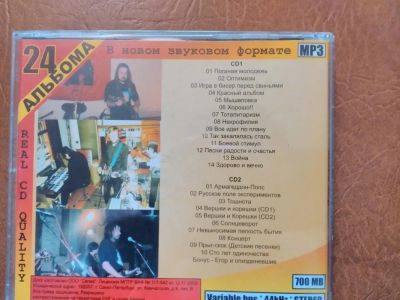 24
АЛЬБОМА
В новом звуковом формате
MP3
REAL CD QUALITY
CD1
01 Поганая молодежь
02 Оптимизм
03 Игра в бисер перед свиньями
04 Красный альбом
05 Мышеловка
06 Хорошо!!
07 Тоталитаризм
08 Некрофилия
09 Все идет по плану
10 Так закалялась сталь
11 Боевой стимул
12 Песни радости и счастья
13 Война
14 Здорово и вечно
CD2
01 Армагеддон-Попс
02 Русское поле экспериментов
03 Тошнота
04 Вершки и корешки (CD1)
05 Вершки и Корешки (CD2)
06 Солнцеворот
07 Невыносимая легкость бытия
08 Концерт
09 Прыг-скок (Детские песенки)
10 Сто лет одиночества
Бонус - Егор и опизденевшие
700 MB
Variable bps * 44kHz * STEREO